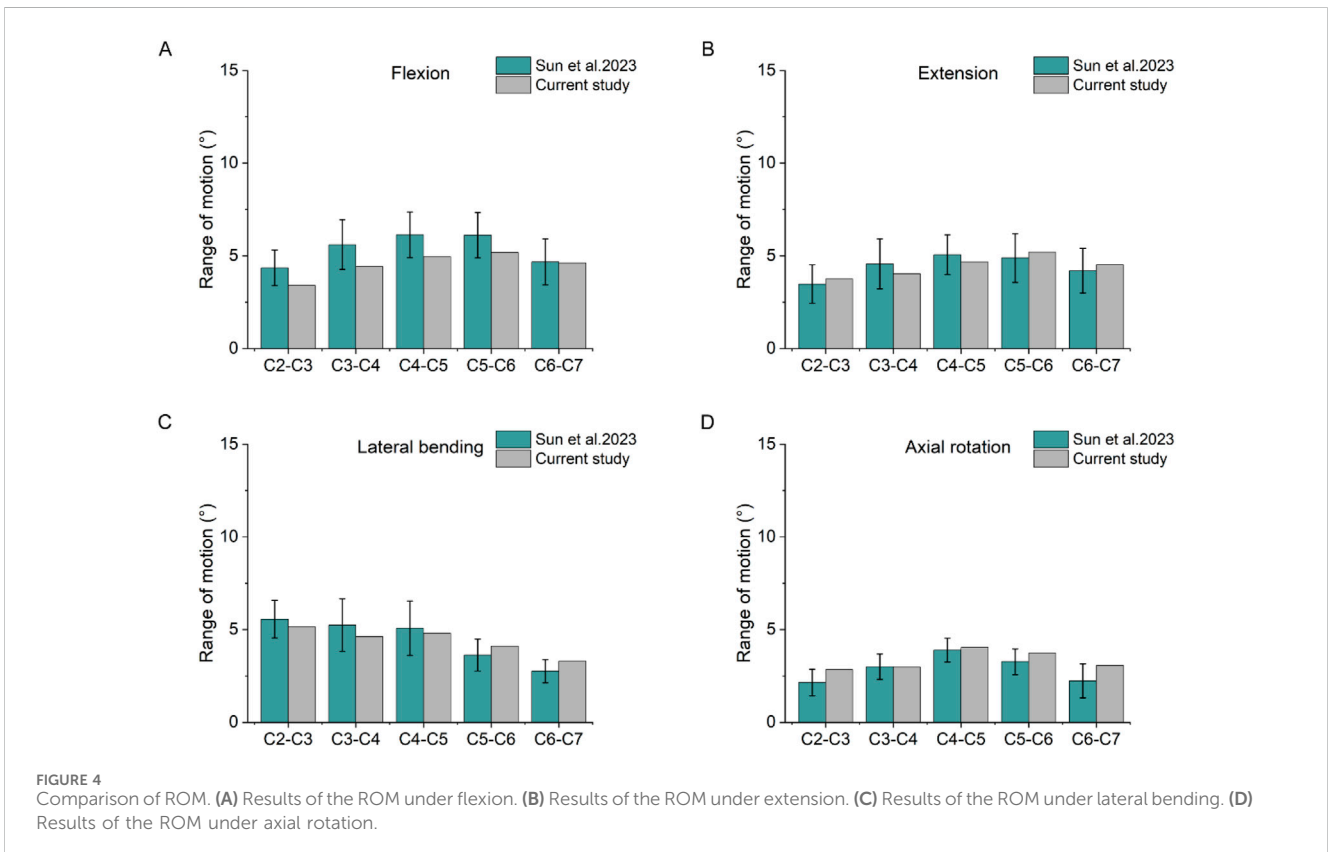 A
Flexion
Sun et al.2023
Current study
Range of motion (°)
15
10
5
0
C2-C3 C3-C4 C4-C5 C5-C6 C6-C7
B
Extension
Sun et al.2023
Current study
Range of motion (°)
15
10
5
0
C2-C3 C3-C4 C4-C5 C5-C6 C6-C7
C
Lateral bending
Sun et al.2023
Current study
Range of motion (°)
15
10
5
0
C2-C3 C3-C4 C4-C5 C5-C6 C6-C7
D
Axial rotation
Sun et al.2023
Current study
Range of motion (°)
15
10
5
0
C2-C3 C3-C4 C4-C5 C5-C6 C6-C7
FIGURE 4
Comparison of ROM. (A) Results of the ROM under flexion. (B) Results of the ROM under extension. (C) Results of the ROM under lateral bending. (D)
Results of the ROM under axial rotation.